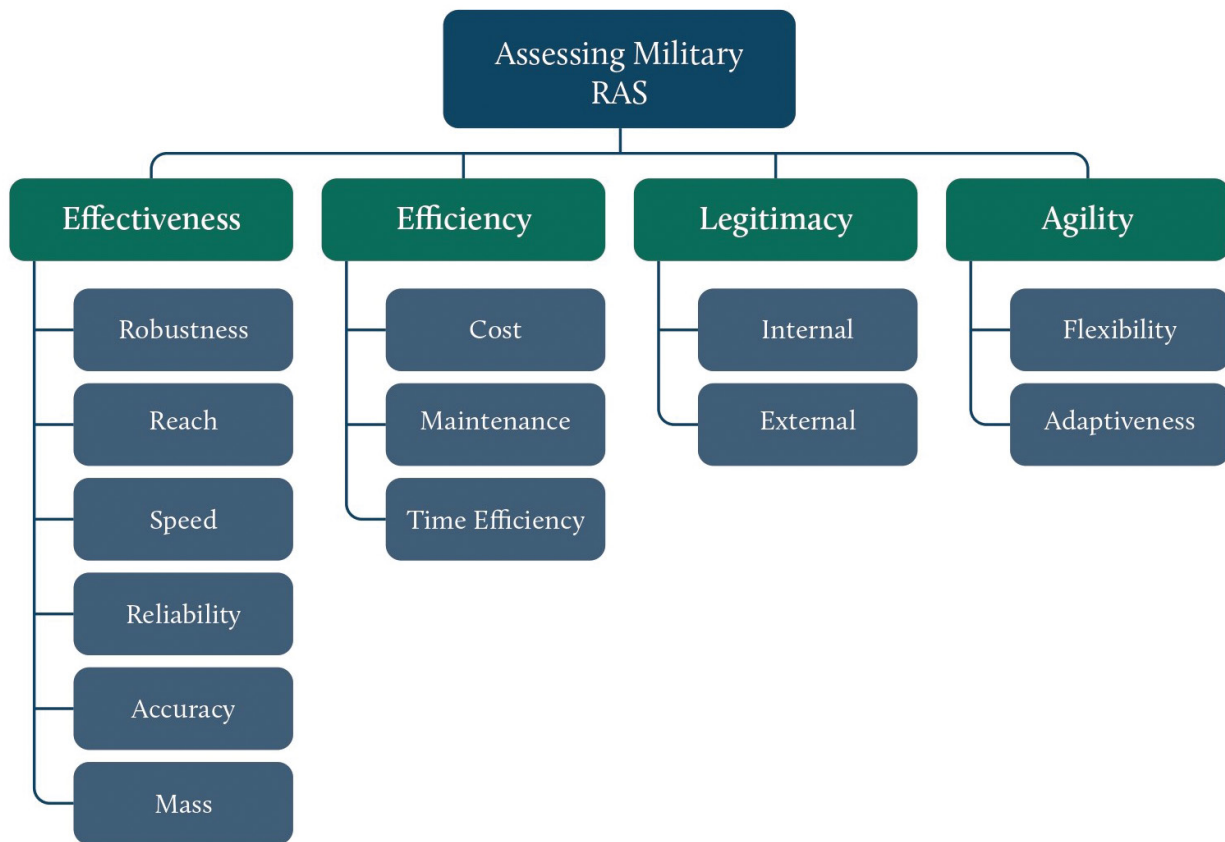 Assessing Military
RAS
Effectiveness
Robustness
Reach
Speed
Reliability
Accuracy
Mass
Efficiency
Cost
Maintenance
Time Efficiency
Legitimacy
Internal
External
Agility
Flexibility
Adaptiveness